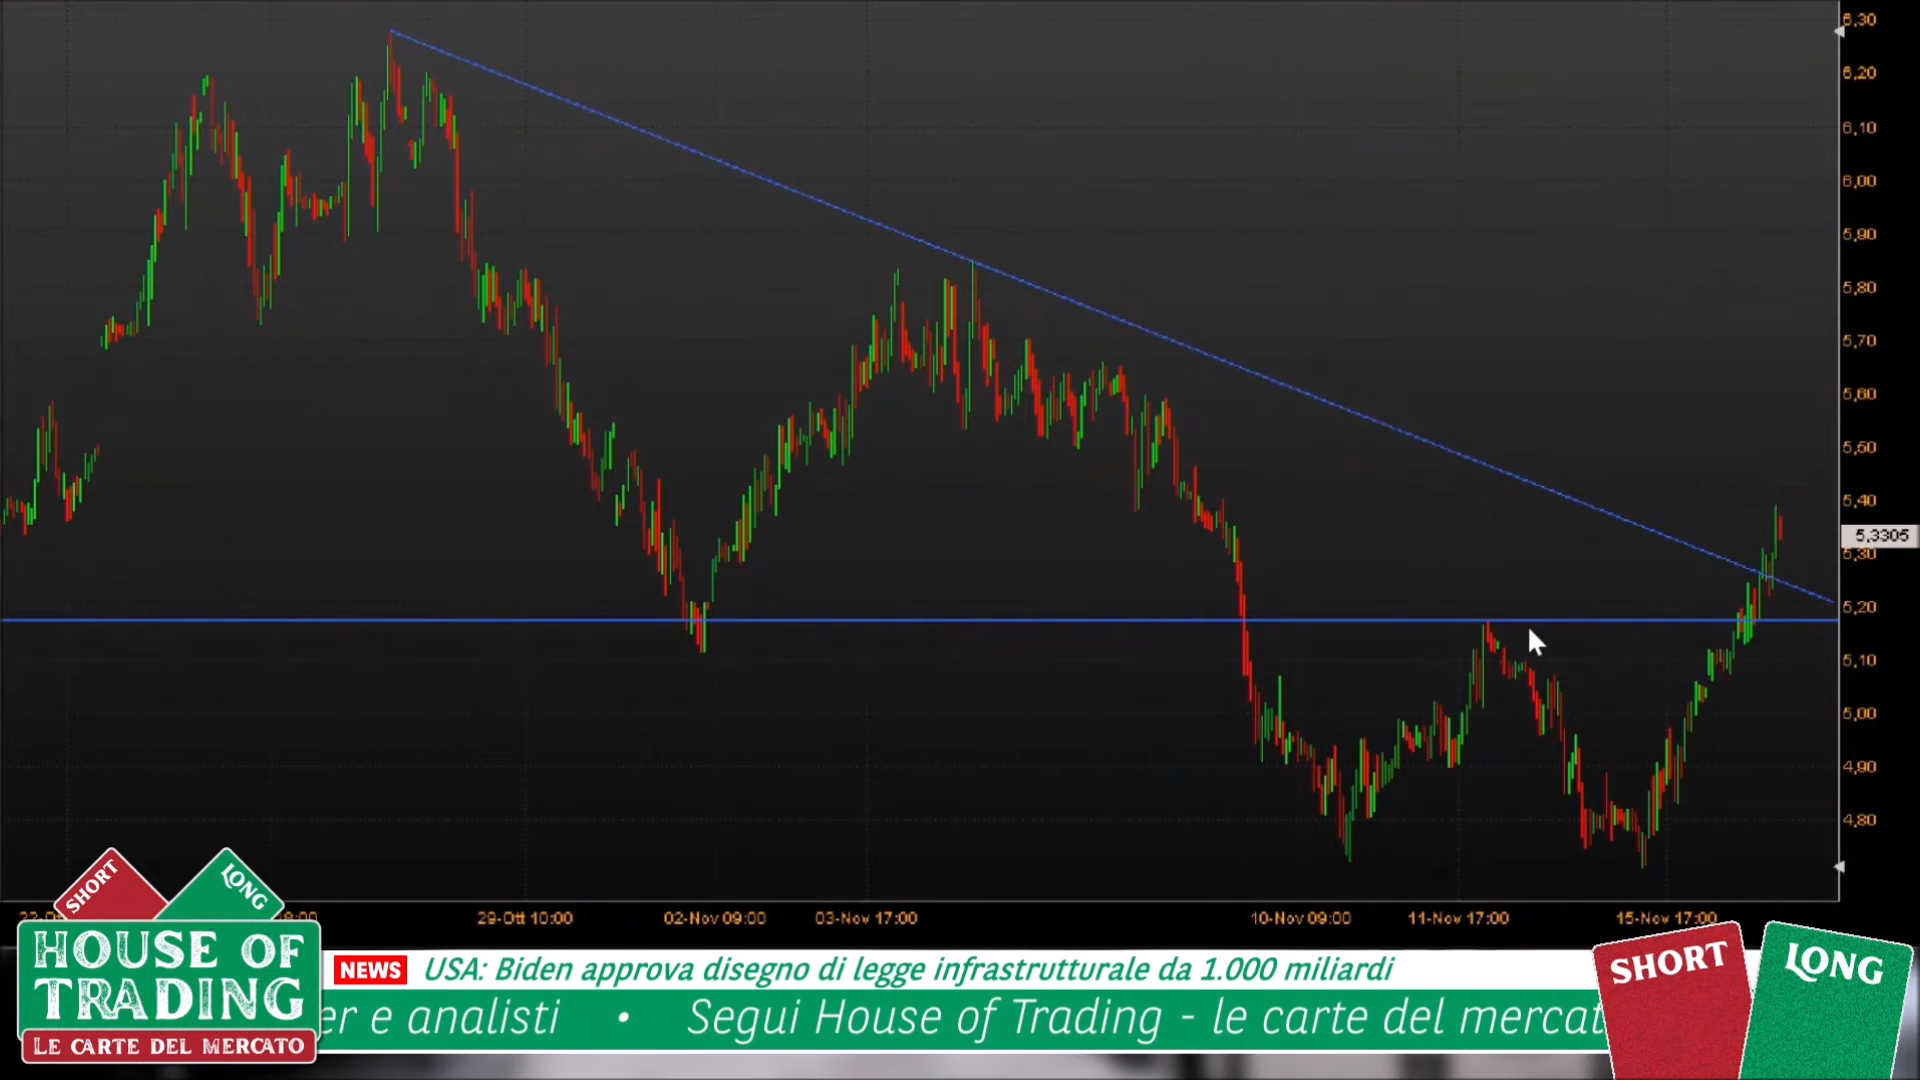 6,30
6,20
6,10
6,00
5,90
5,80
5,70
5,60
5,50
5,40
5,3305
5,30
5,20
5,10
5,00
4,90
4,80
29-Ott 10:00
02-Nov 09:00
03-Nov 17:00
10-Nov 09:00
11-Nov 17:00
15-Nov 17:00
SHORT
LONG
HOUSE OF
TRADING
LE CARTE DEL MERCATO
NEWS USA: Biden approva disegno di legge infrastrutturale da 1.000 miliardi
er e analisti • Segui House of Trading - le carte del mercat
SHORT
LONG